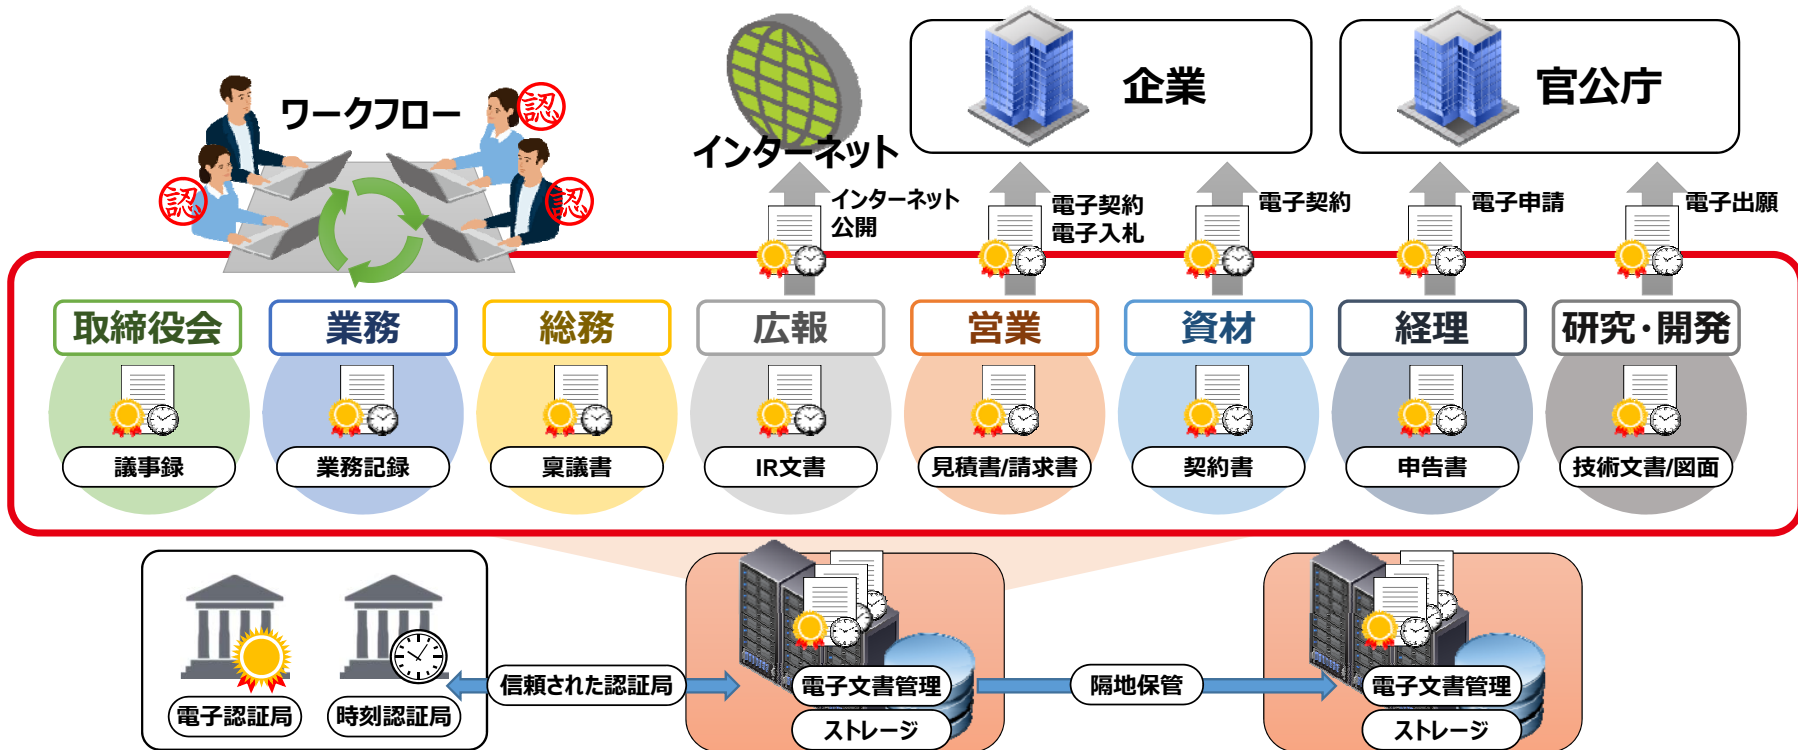 ワークフロー
認
認
認
インターネット
企業
官公庁
インターネット
公開
電子契約
電子入札
電子契約
電子申請
電子出願
取締役会
業務
総務
広報
営業
資材
経理
研究・開発
議事録
業務記録
稟議書
IR文書
見積書/請求書
契約書
申告書
技術文書/図面
電子認証局
時刻認証局
信頼された認証局
電子文書管理
ストレージ
隔地保管
電子文書管理
ストレージ